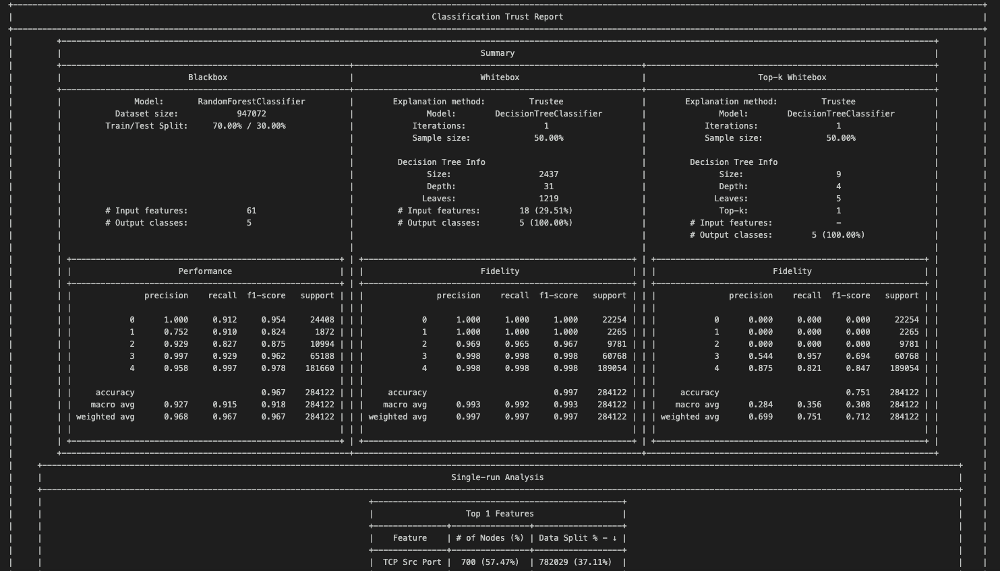 Classification Trust Report
Summary
Blackbox | Whitebox | Top-k Whitebox
Model: RandomForestClassifier | Explanation method: Trustee | Explanation method: Trustee
Dataset size: 947072 | Model: DecisionTreeClassifier | Model: DecisionTreeClassifier
Train/Test Split: 70.00% / 30.00% | Iterations: 1 | Iterations: 1
Sample size: 50.00% | Sample size: 50.00%
Decision Tree Info | Decision Tree Info
Size: 2437 | Size: 9
Depth: 31 | Depth: 4
Leaves: 1219 | Leaves: 5
# Input features: 61 | # Input features: 18 (29.51%) | Top-k: 1
# Output classes: 5 | # Output classes: 5 (100.00%) | # Input features: -
# Output classes: 5 (100.00%)
Performance | Fidelity | Fidelity
precision recall f1-score support | precision recall f1-score support | precision recall f1-score support
0 1.000 0.912 0.954 24408 | 0 1.000 1.000 1.000 22254 | 0 0.000 0.000 0.000 22254
1 0.752 0.910 0.824 1872 | 1 1.000 1.000 1.000 2265 | 1 0.000 0.000 0.000 2265
2 0.929 0.827 0.875 10994 | 2 0.969 0.965 0.967 9781 | 2 0.000 0.000 0.000 9781
3 0.997 0.929 0.962 65188 | 3 0.998 0.998 0.998 60768 | 3 0.544 0.957 0.694 60768
4 0.958 0.997 0.978 181660 | 4 0.998 0.998 0.998 189054 | 4 0.875 0.821 0.847 189054
accuracy 0.967 284122 | accuracy 0.997 284122 | accuracy 0.751 284122
macro avg 0.927 0.915 0.918 284122 | macro avg 0.993 0.992 0.993 284122 | macro avg 0.284 0.356 0.308 284122
weighted avg 0.968 0.967 0.967 284122 | weighted avg 0.997 0.997 0.997 284122 | weighted avg 0.699 0.751 0.712 284122
Single-run Analysis
Top 1 Features
Feature | # of Nodes (%) | Data Split % - ↓
TCP Src Port | 700 (57.47%) | 782029 (37.11%)